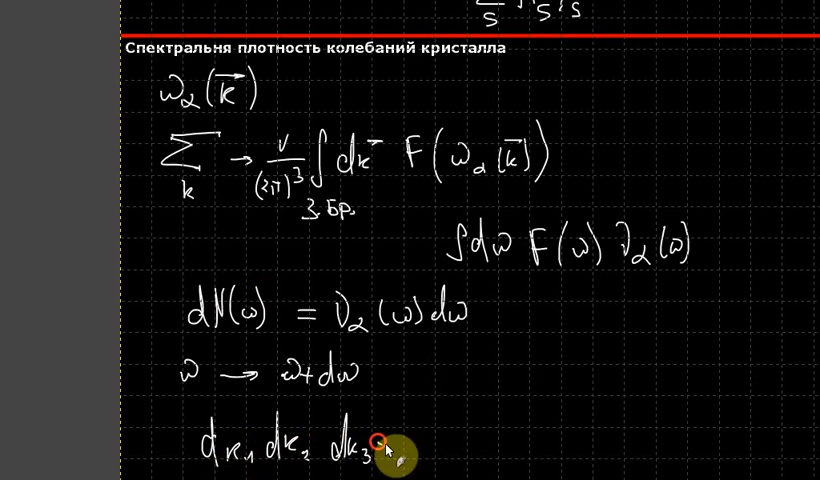 S S S
Спектральня плотность колебаний кристалла
ω_α(k⃗)
Σ_k → V/(2π)³ ∫ dk⃗ F(ω_α(k⃗))
З.Бр.
∫dω F(ω) ν_α(ω)
dN(ω) = ν_α(ω)dω
ω → ω+dω
dk₁ dk₂ dk₃